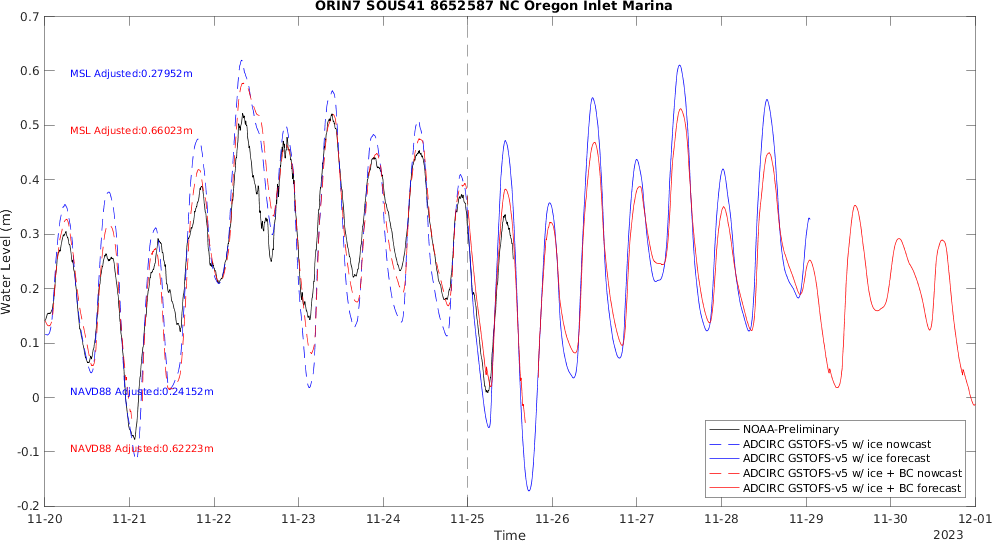 ORIN7 SOUS41 8652587 NC Oregon Inlet Marina
0.7
0.6
0.5
0.4
0.3
0.2
0.1
0
-0.1
-0.2
Water Level (m)
MSL Adjusted:0.27952m
MSL Adjusted:0.66023m
NAVD88 Adjusted:0.24152m
NAVD88 Adjusted:0.62223m
NOAA-Preliminary
ADCIRC GSTOFS-v5 w/ ice nowcast
ADCIRC GSTOFS-v5 w/ ice forecast
ADCIRC GSTOFS-v5 w/ ice + BC nowcast
ADCIRC GSTOFS-v5 w/ ice + BC forecast
11-20 11-21 11-22 11-23 11-24 11-25 11-26 11-27 11-28 11-29 11-30 12-01
Time
2023